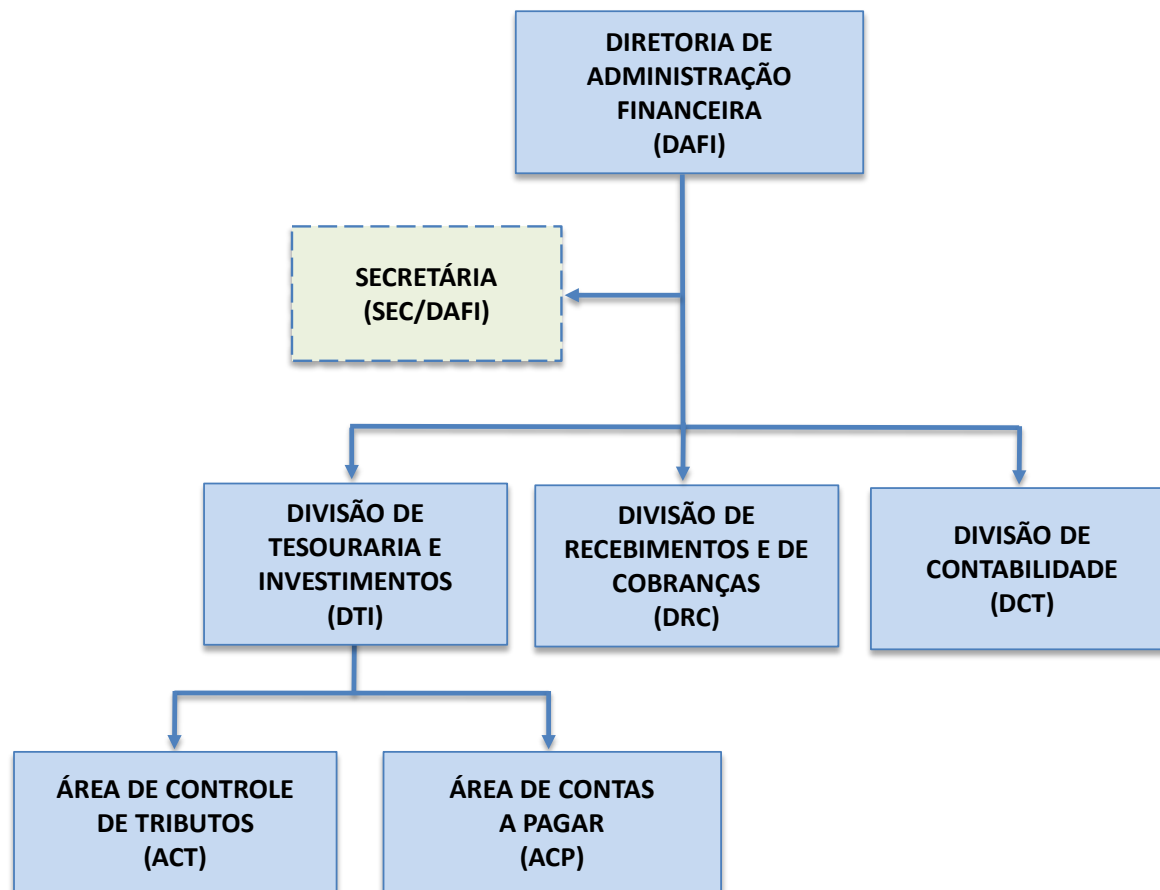 DIRETORIA DE
ADMINISTRAÇÃO
FINANCEIRA
(DAFI)
SECRETÁRIA
(SEC/DAFI)
DIVISÃO DE
TESOURARIA E
INVESTIMENTOS
(DTI)
DIVISÃO DE
RECEBIMENTOS E DE
COBRANÇAS
(DRC)
DIVISÃO DE
CONTABILIDADE
(DCT)
ÁREA DE CONTROLE
DE TRIBUTOS
(ACT)
ÁREA DE CONTAS
A PAGAR
(ACP)